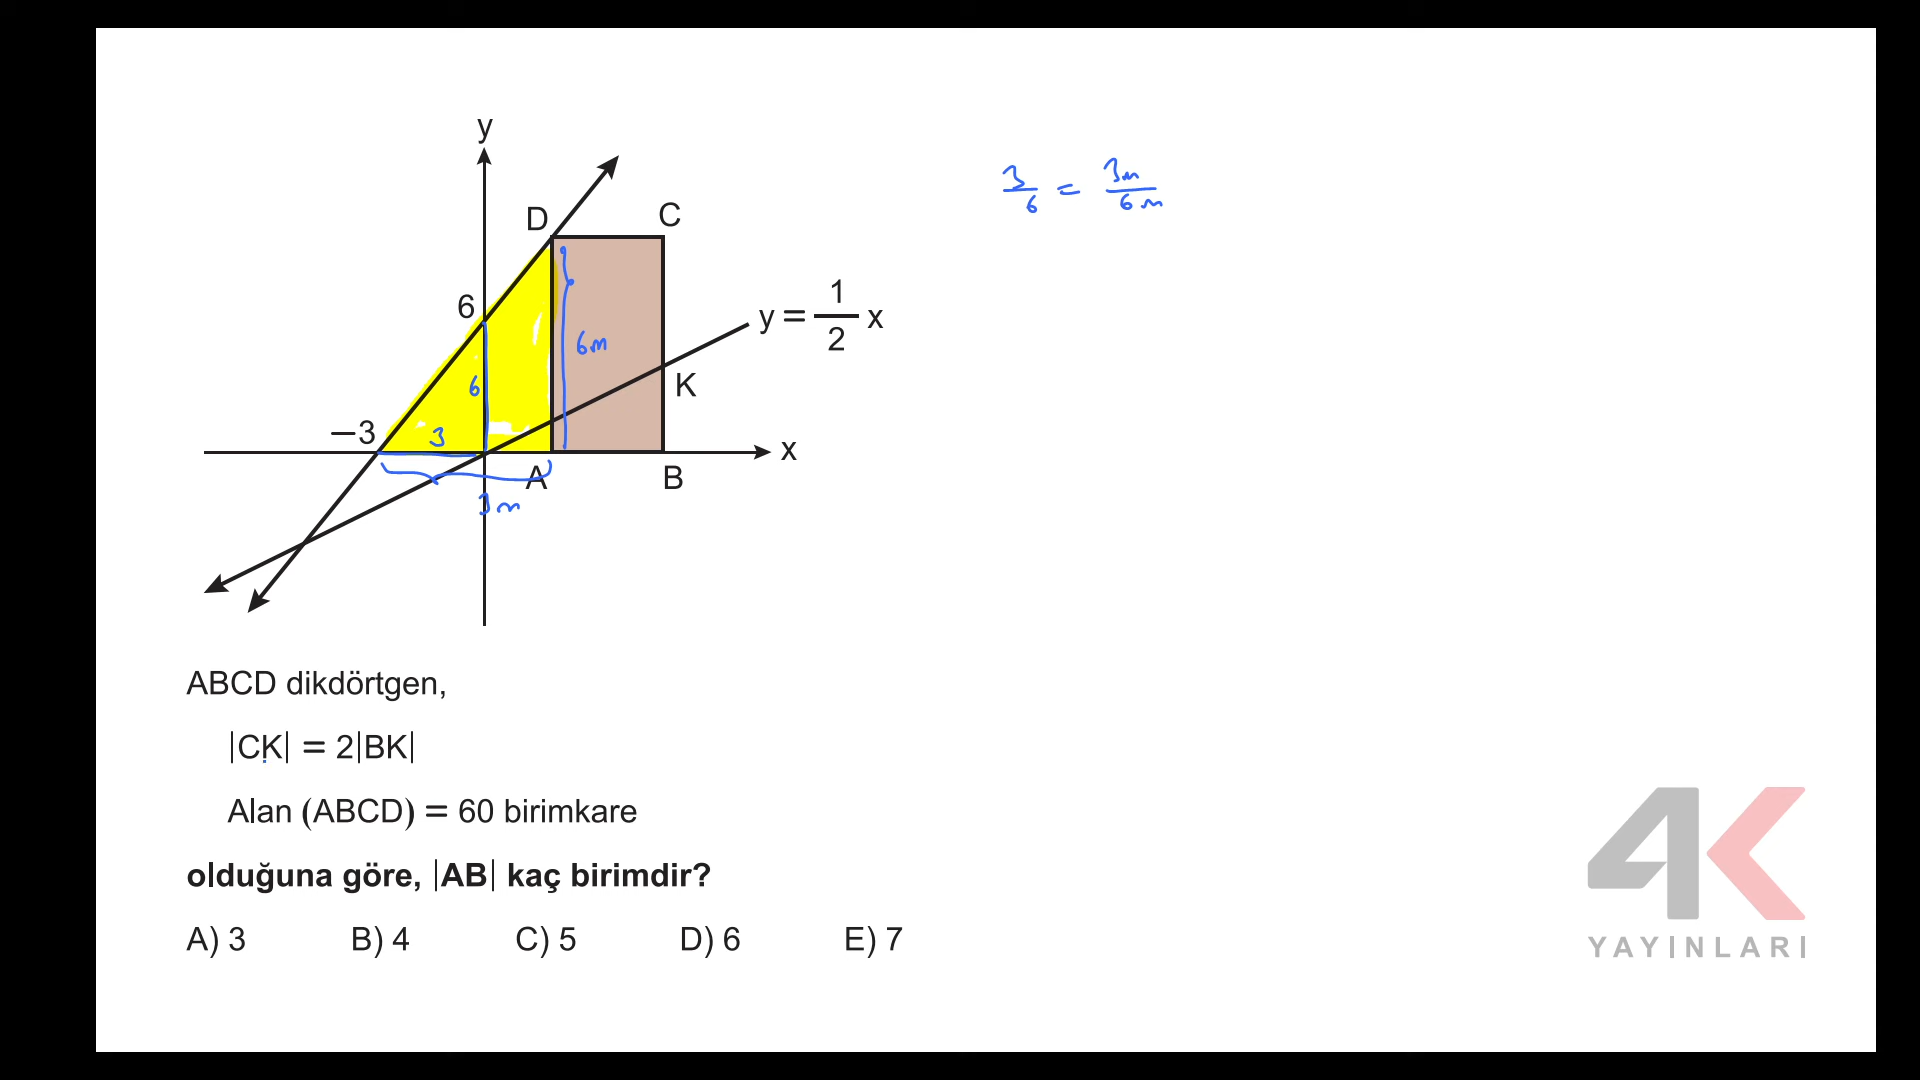 y
3/6 = 3m/6m
D C
6
y = 1/2 x
6m
6
K
−3
3
x
A B
3m
ABCD dikdörtgen,
|CK| = 2|BK|
Alan (ABCD) = 60 birimkare
olduğuna göre, |AB| kaç birimdir?
A) 3 B) 4 C) 5 D) 6 E) 7
4K
YAYINLARI